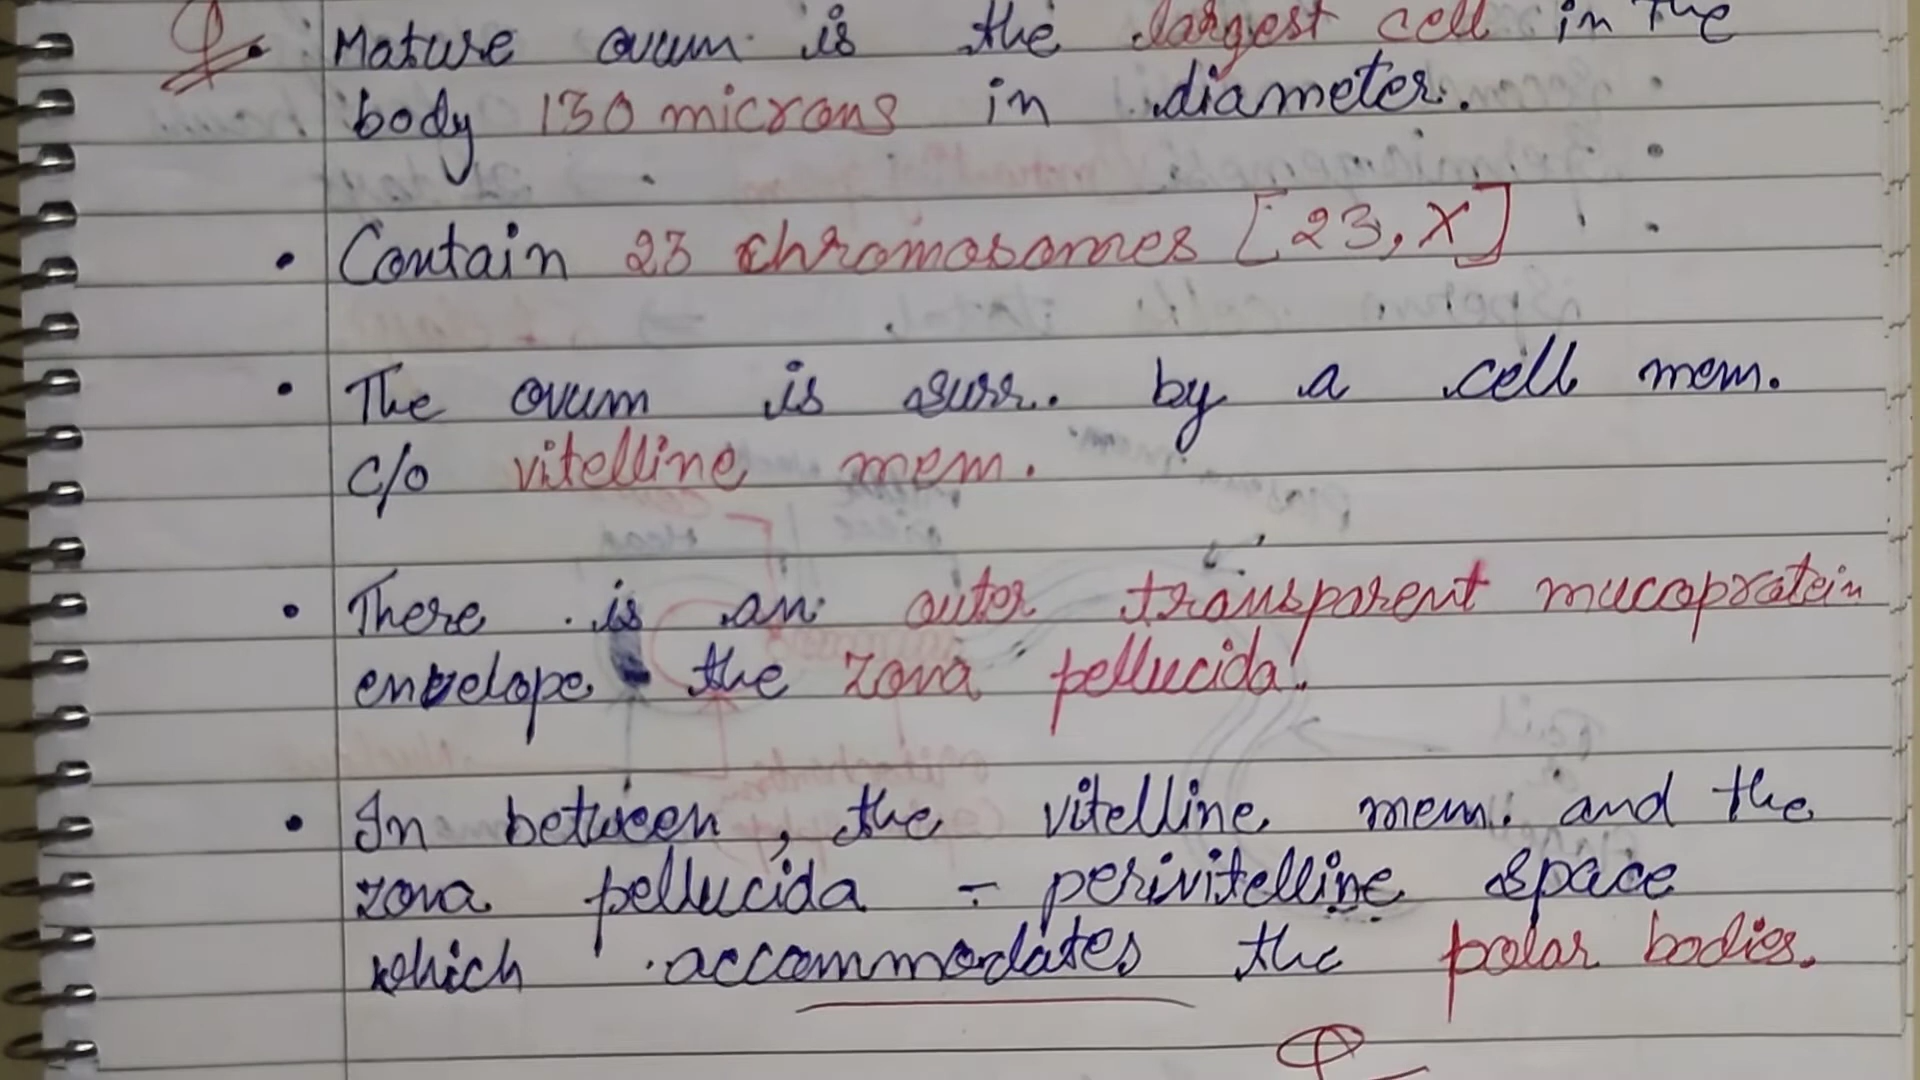 Mature ovum is the largest cell in the
body 130 microns in diameter.
• Contain 23 chromosomes [23, X]
• The ovum is surr. by a cell mem.
c/o vitelline mem.
• There is an outer transparent mucoprotein
envelope the zona pellucida.
• In between, the vitelline mem. and the
zona pellucida - perivitelline space
which accommodates the polar bodies.